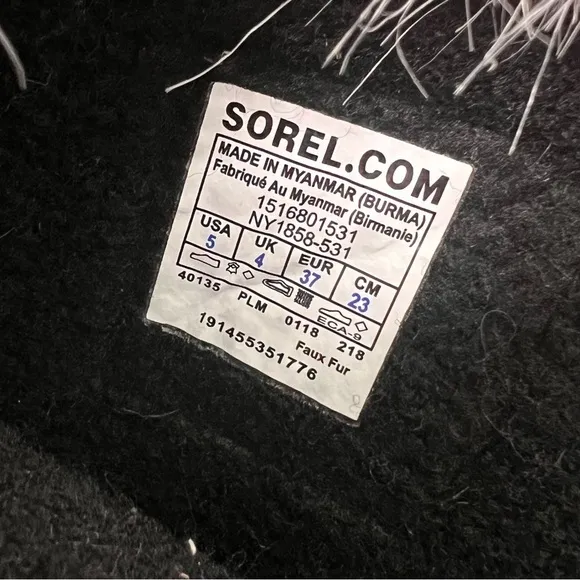 SOREL.COM
MADE IN MYANMAR (BURMA)
Fabriqué Au Myanmar (Birmanie)
1516801531
NY1858-531
USA UK EUR CM
5 4 37 23
ECA-9
40135 PLM 0118 218
191455351776 Faux Fur